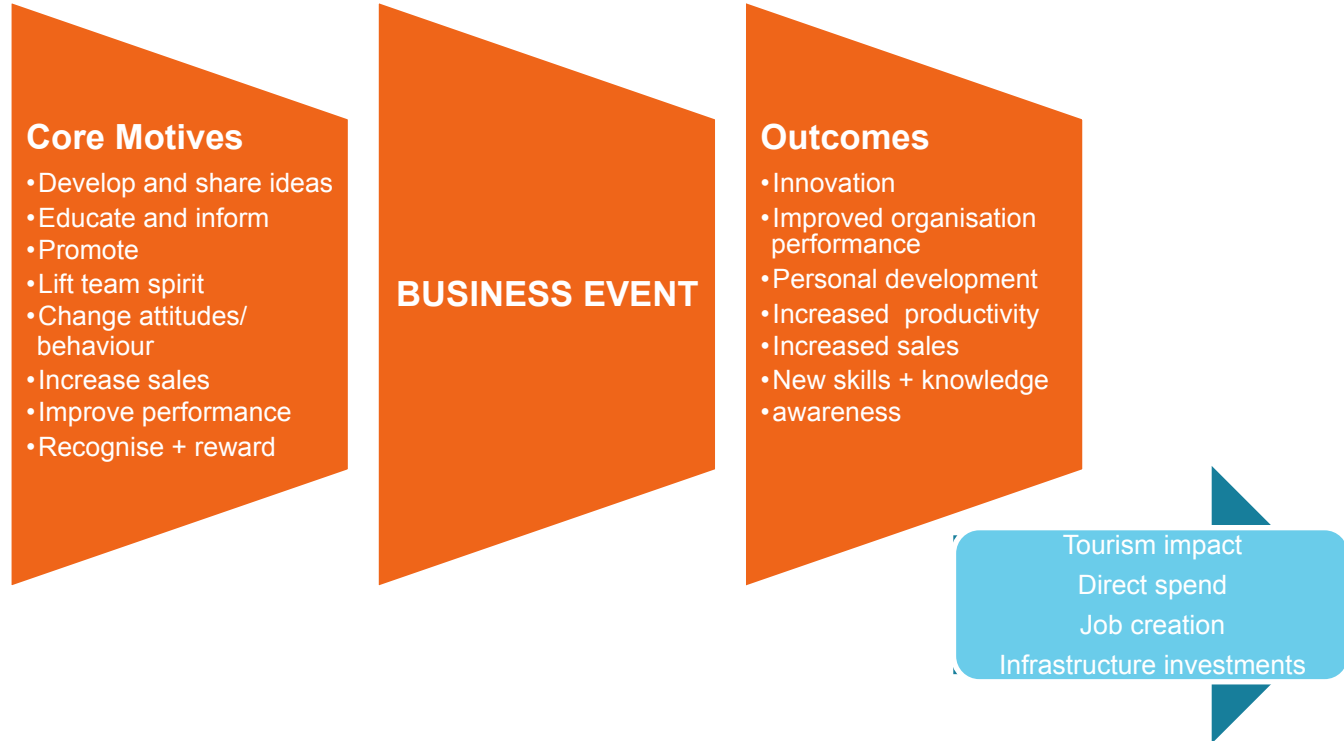 Core Motives
•Develop and share ideas
•Educate and inform
•Promote
•Lift team spirit
•Change attitudes/
behaviour
•Increase sales
•Improve performance
•Recognise + reward
BUSINESS EVENT
Outcomes
•Innovation
•Improved organisation
performance
•Personal development
•Increased  productivity
•Increased sales
•New skills + knowledge
•awareness
Tourism impact
Direct spend
Job creation
Infrastructure investments